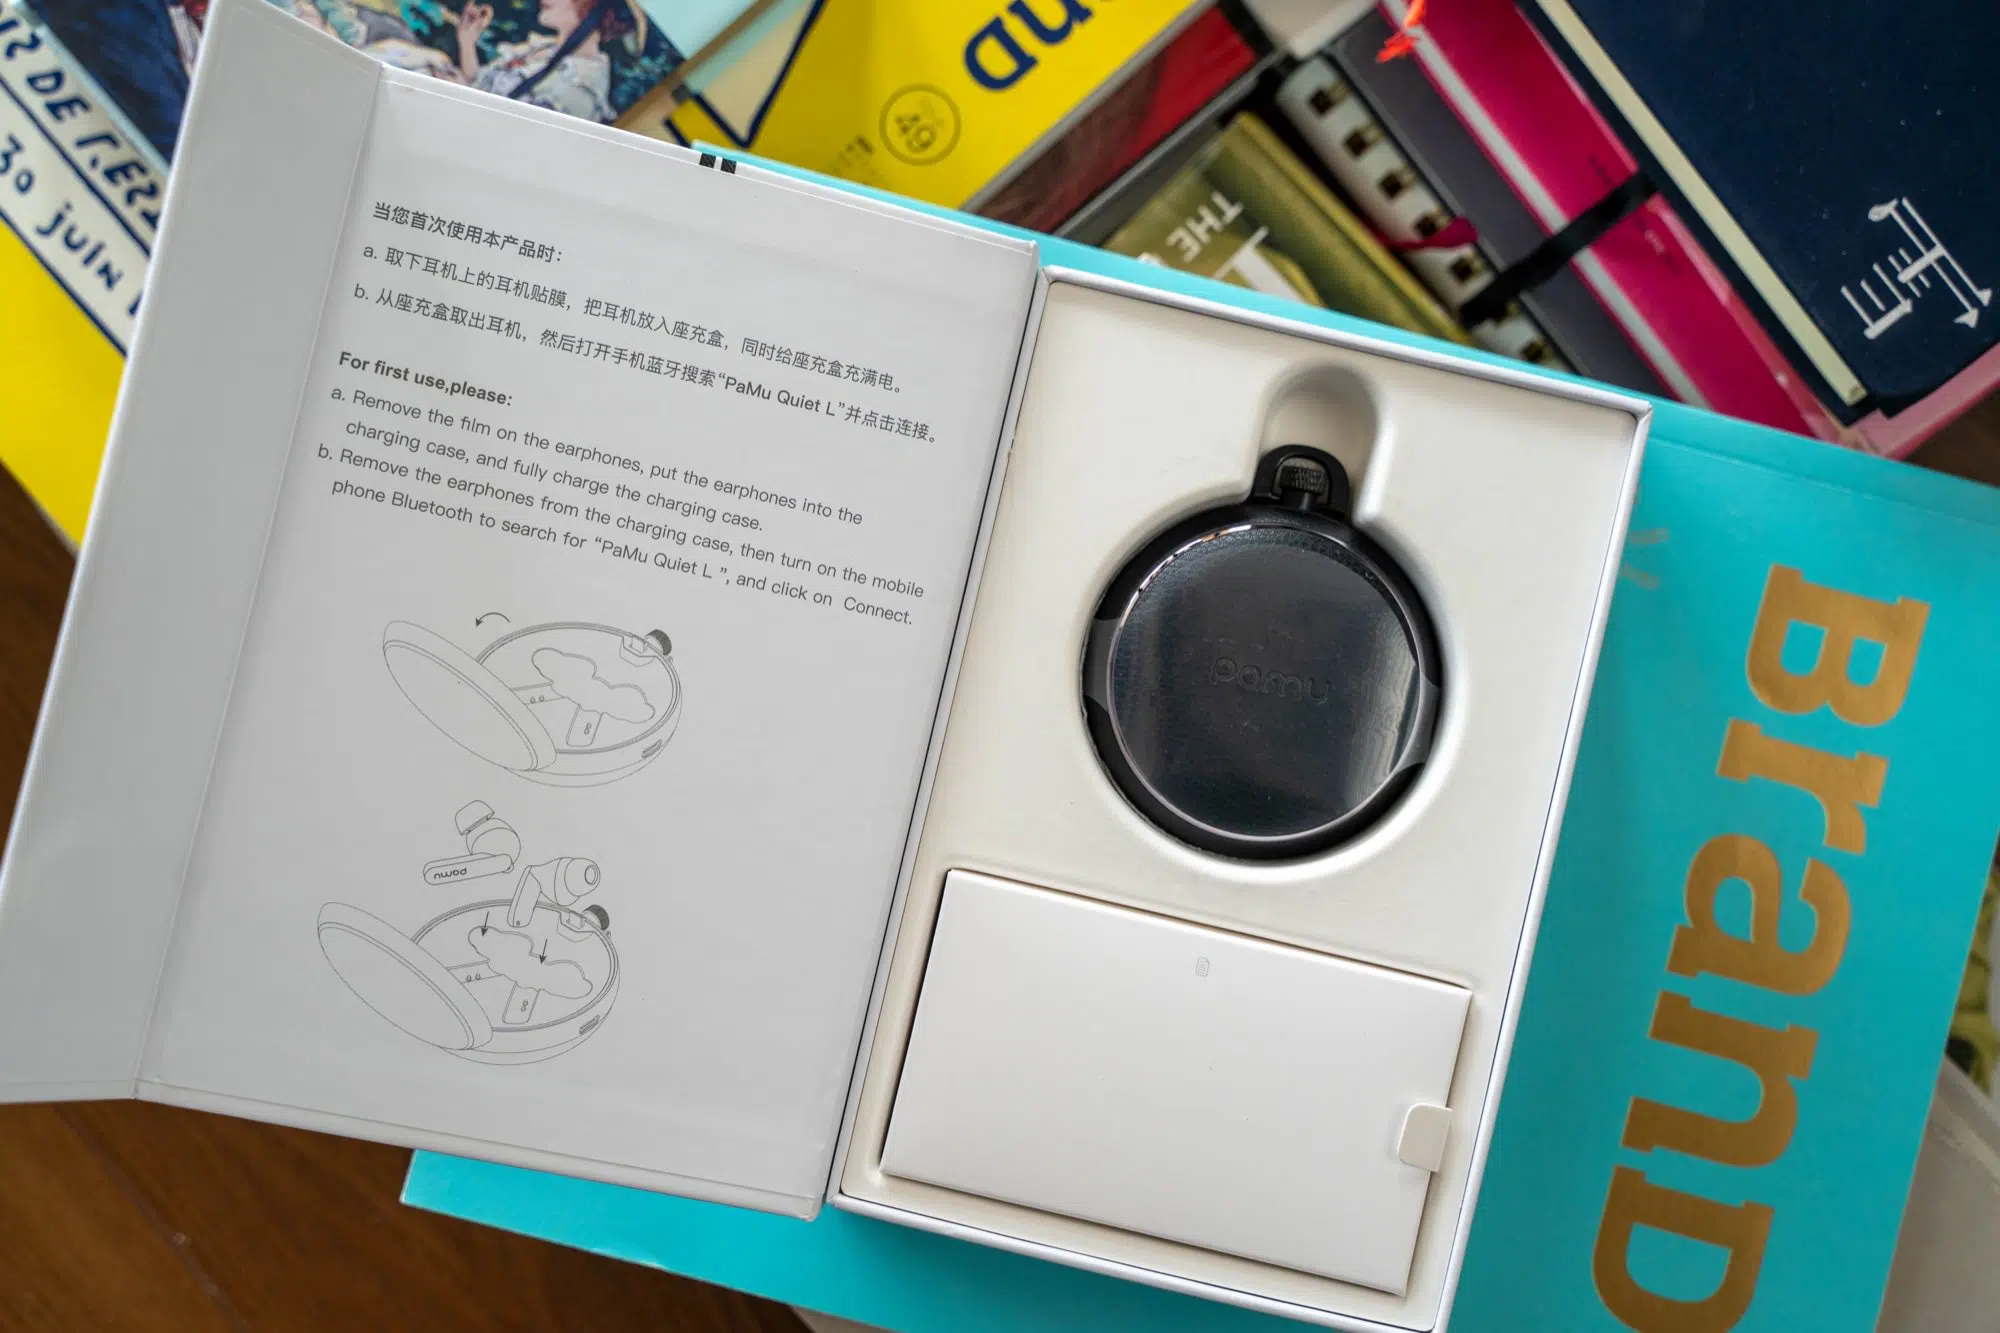 当您首次使用本产品时：
a. 取下耳机上的耳机贴膜，把耳机放入座充盒，同时给座充盒充满电。
b. 从座充盒取出耳机，然后打开手机蓝牙搜索“PaMu Quiet L”并点击连接。
For first use,please:
a. Remove the film on the earphones, put the earphones into the
charging case, and fully charge the charging case.
b. Remove the earphones from the charging case, then turn on the mobile
phone Bluetooth to search for “PaMu Quiet L ”, and click on Connect.
pamu
pamu
Brand
anD
49
THE
30 juin